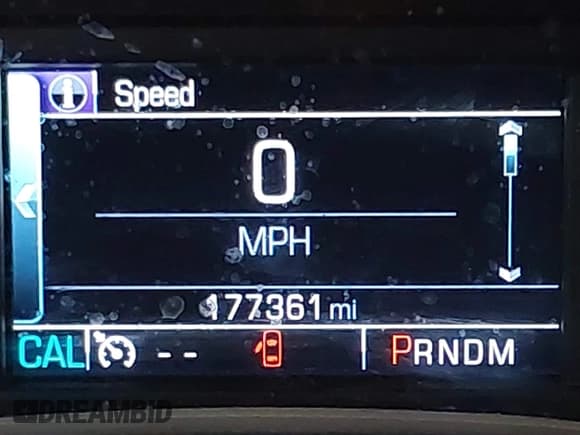 Speed
0
MPH
177361 mi
CAL -- PRNDM
DREAMBID